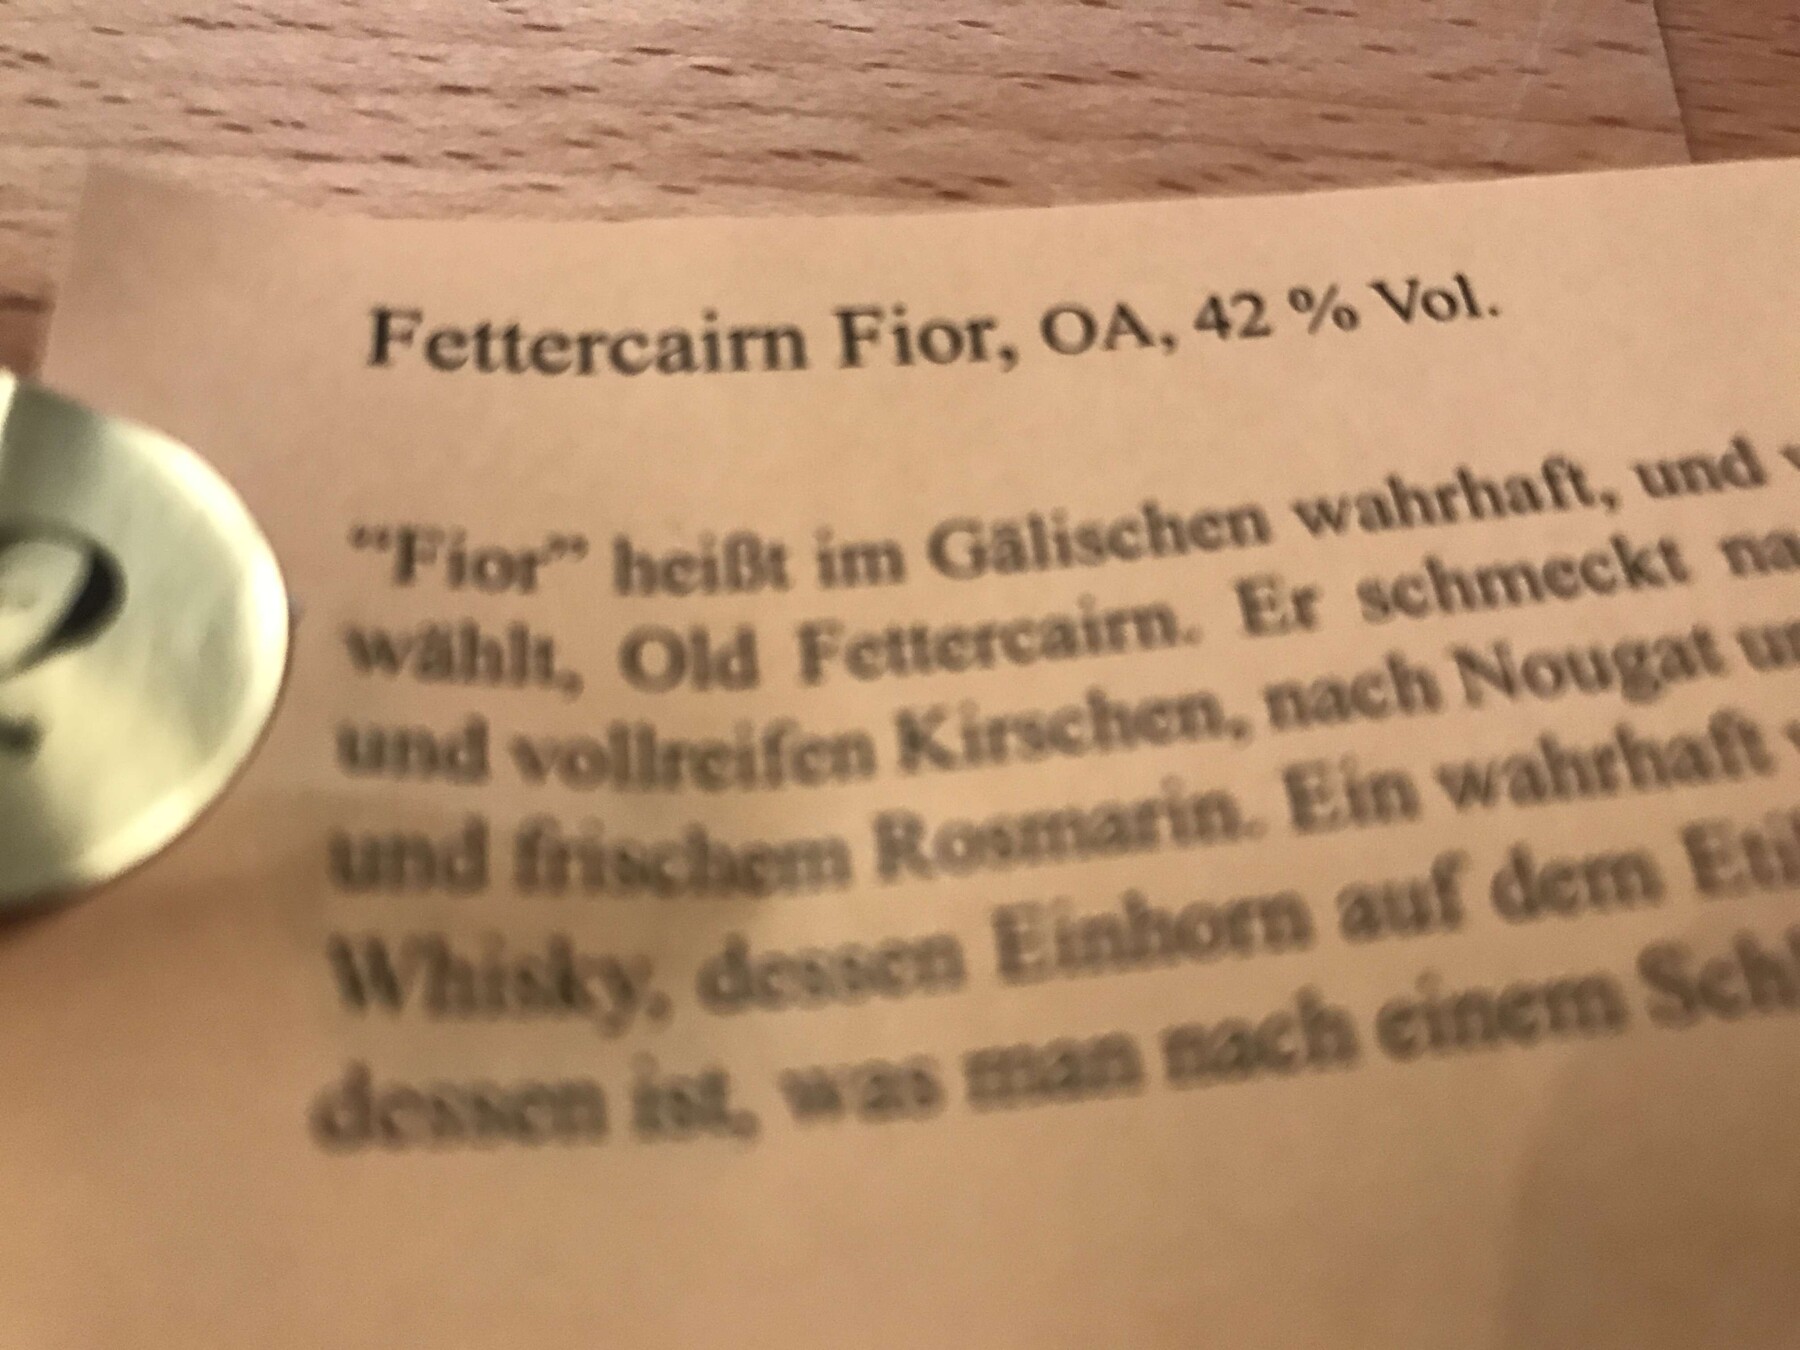 Fettercairn Fior, OA, 42 % Vol.
“Fior” heißt im Gälischen wahrhaft, und
wählt, Old Fettercairn. Er schmeckt
und vollreifen Kirschen, nach Nougat
und frischem Rosmarin. Ein wahrhaft
Whisky, dessen Einhorn auf dem
dessen ist, was man nach einem